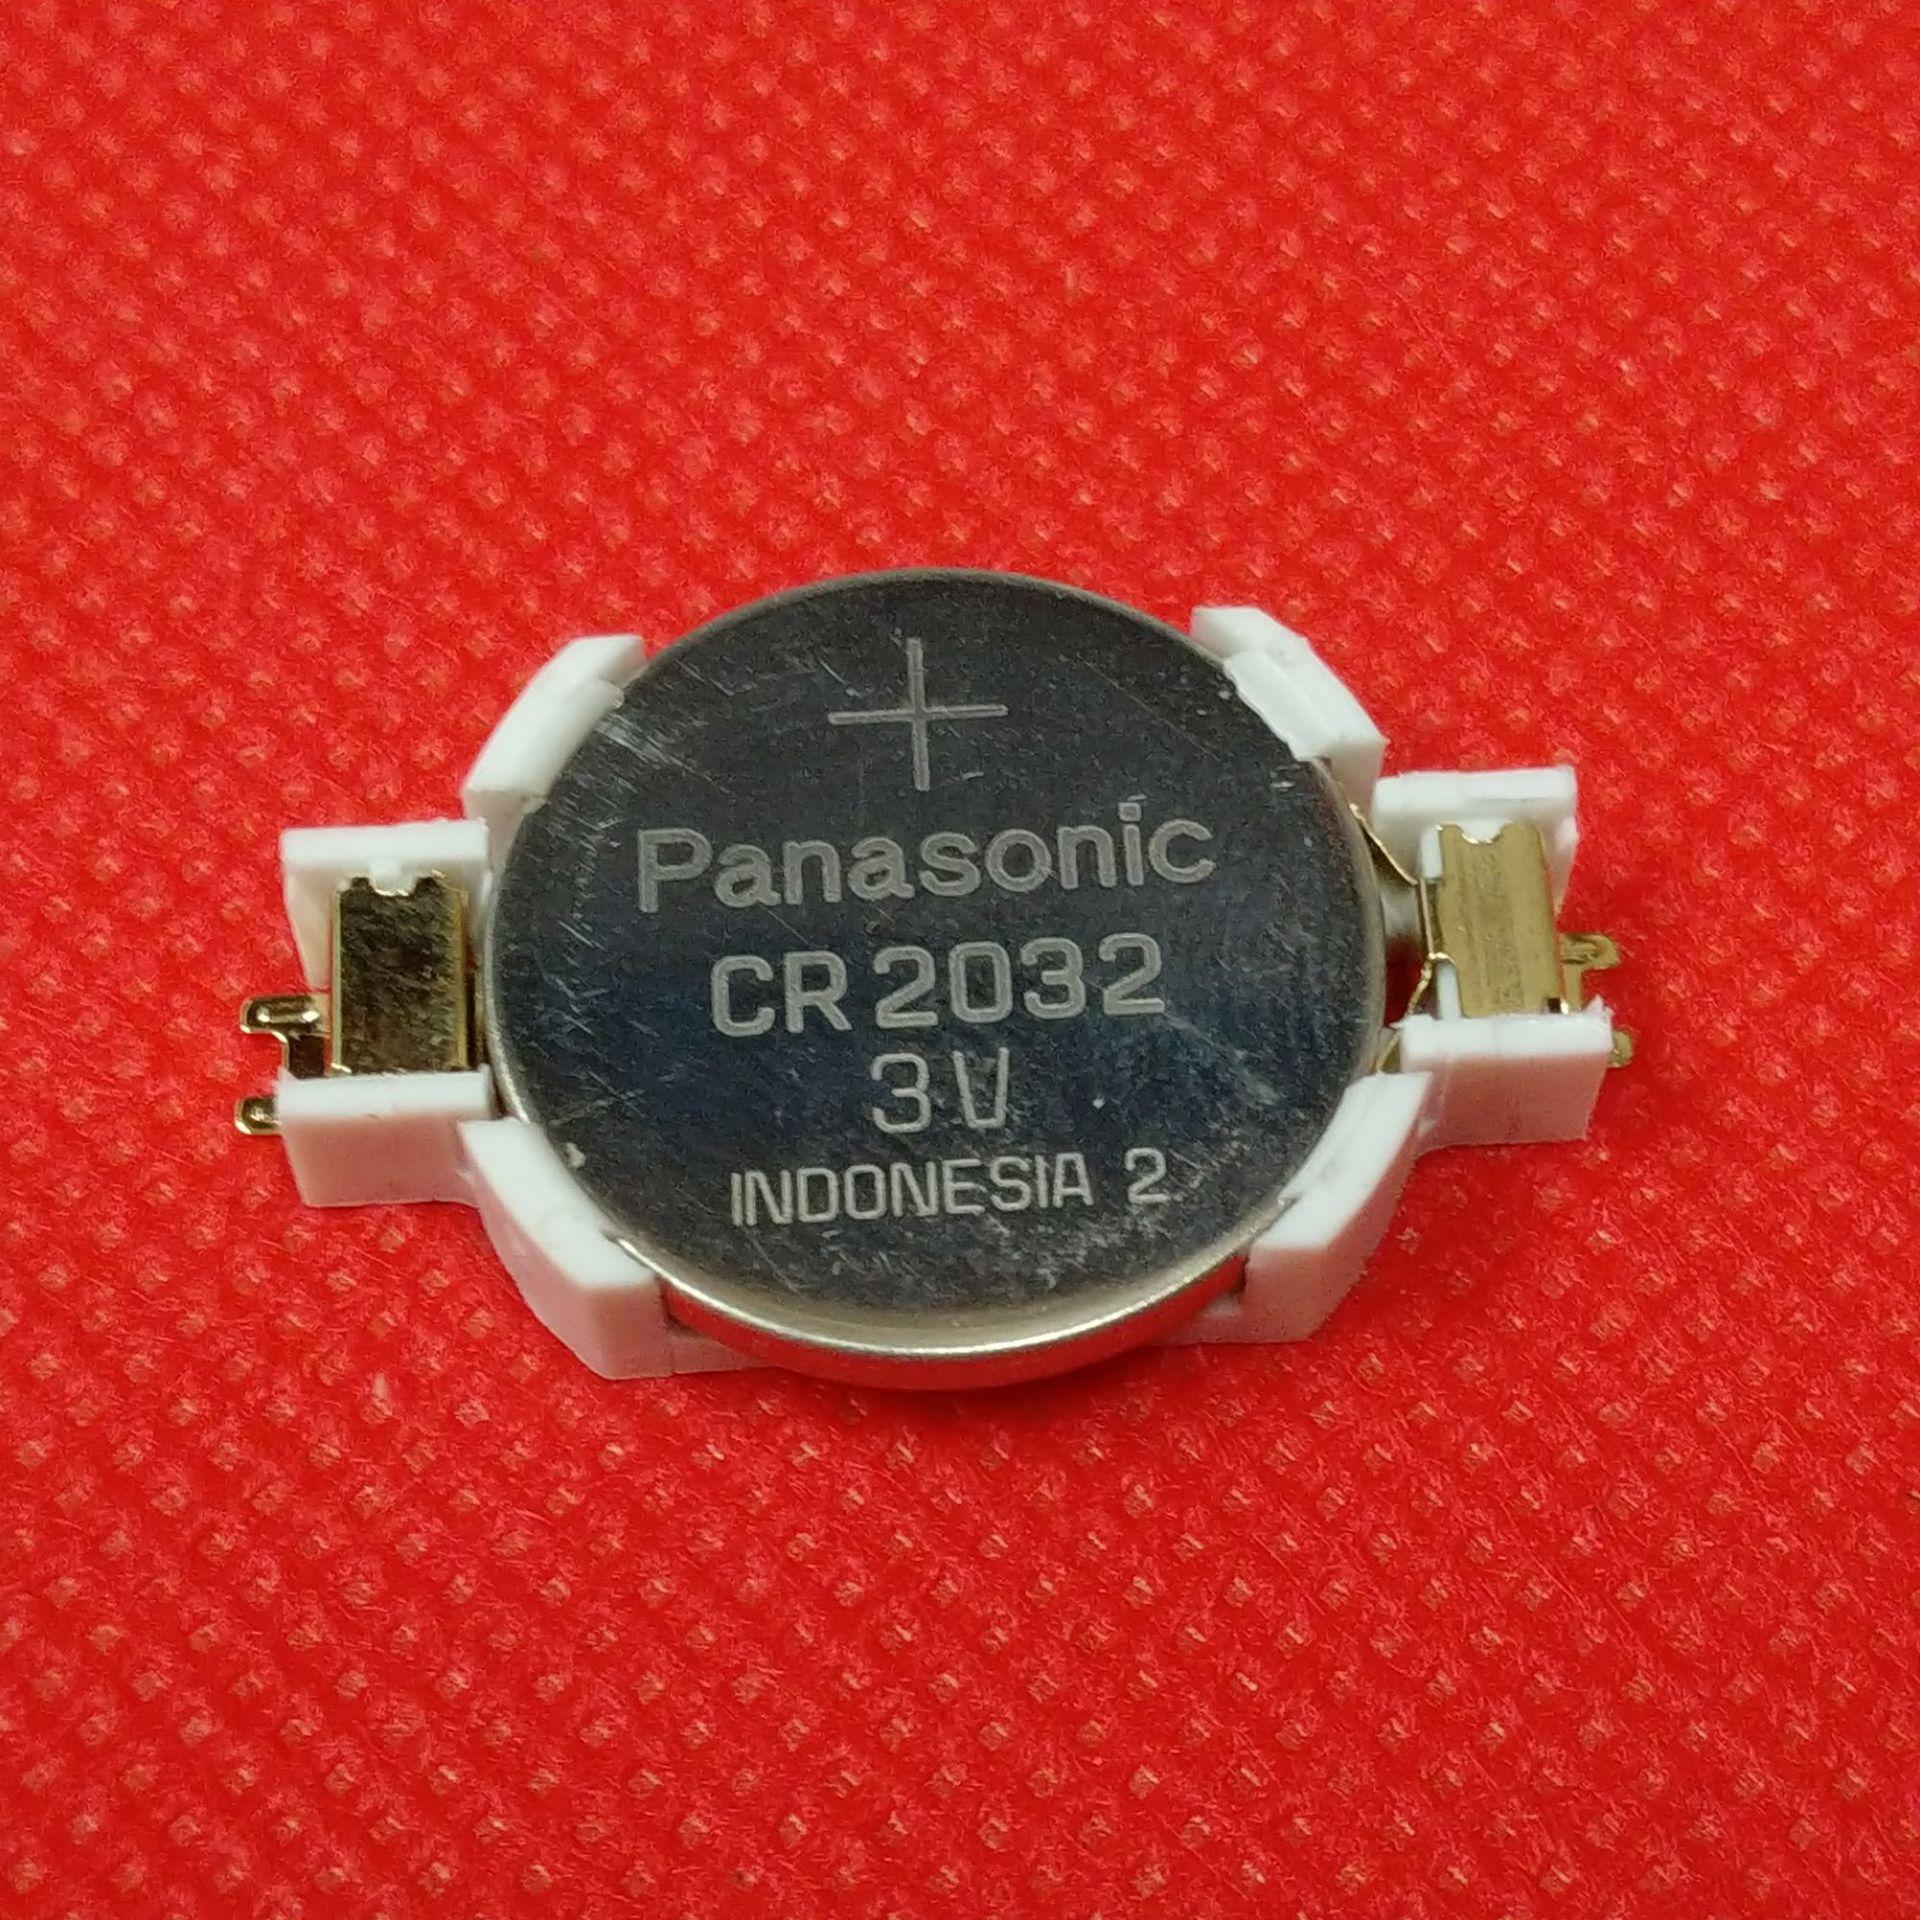 +
Panasonic
CR2032
3V
INDONESIA 2